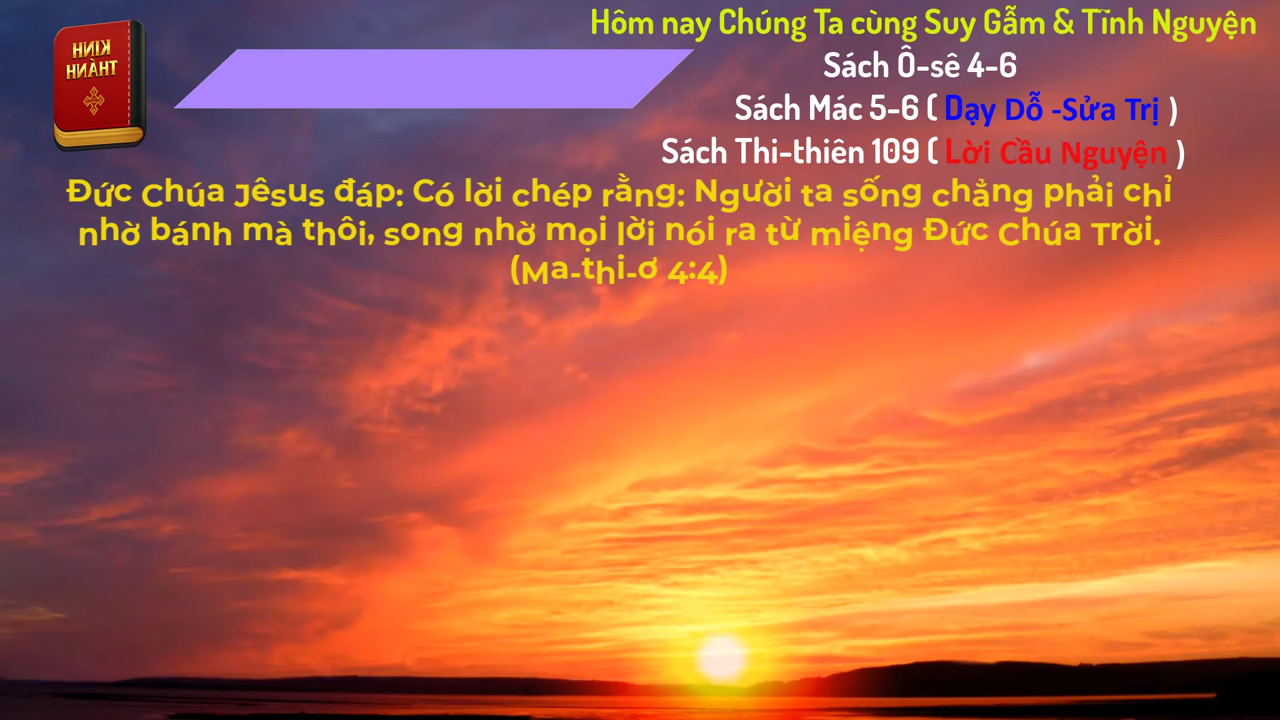 KINH
THÀNH
Hôm nay Chúng Ta cùng Suy Gẫm & Tĩnh Nguyện
Sách Ô-sê 4-6
Sách Mác 5-6 ( Dạy Dỗ -Sửa Trị )
Sách Thi-thiên 109 ( Lời Cầu Nguyện )
Đức Chúa Jêsus đáp: Có lời chép rằng: Người ta sống chẳng phải chỉ
nhờ bánh mà thôi, song nhờ mọi lời nói ra từ miệng Đức Chúa Trời.
(Ma-thi-ơ 4:4)